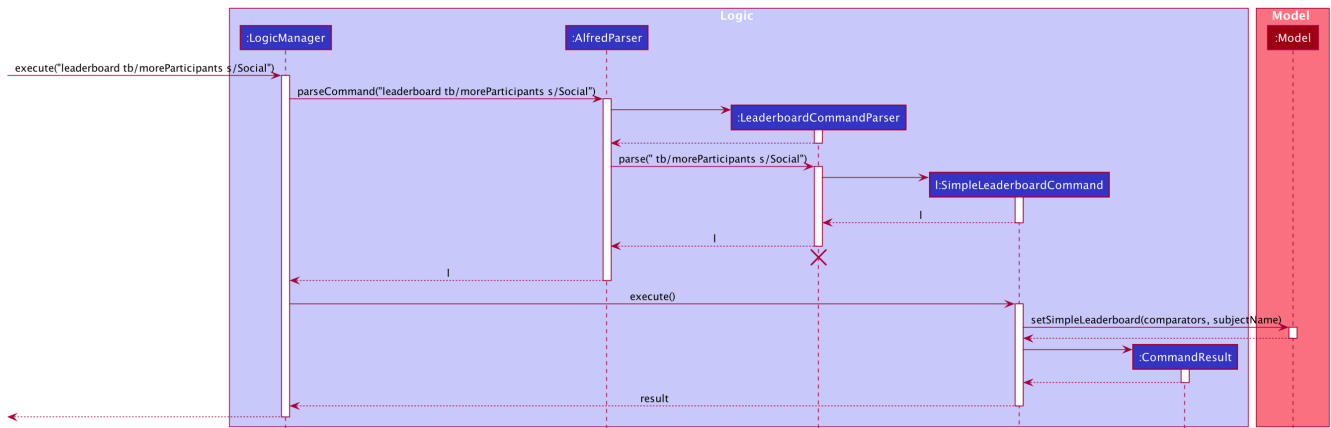 Logic
Model
:LogicManager
:AlfredParser
:Model
execute("leaderboard tb/moreParticipants s/Social")
parseCommand("leaderboard tb/moreParticipants s/Social")
:LeaderboardCommandParser
parse(" tb/moreParticipants s/Social")
l:SimpleLeaderboardCommand
l
l
l
execute()
setSimpleLeaderboard(comparators, subjectName)
:CommandResult
result